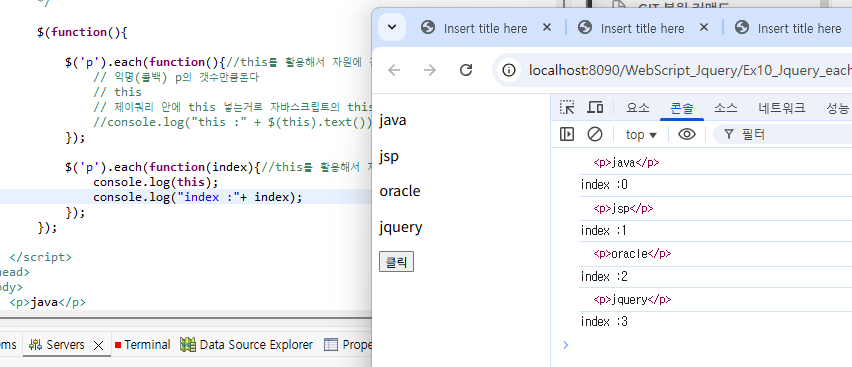 */
$(function(){
$('p').each(function(){//this를 활용해서 자원에
// 익명(콜백) p의 갯수만큼돈다
// this
// 제이쿼리 안에 this 넣는거로 자바스크립트의 this
//console.log("this :" + $(this).text())
});
$('p').each(function(index){//this를 활용해서
console.log(this);
console.log("index :"+ index);
});
});
</script>
head>
ody>
<p>java</p>
ms
Servers
Terminal
Data Source Explorer
Prope
Insert title here
Insert title here
Insert title here
localhost:8090/WebScript_Jquery/Ex10_Jquery_each
java
jsp
oracle
jquery
클릭
요소
콘솔
소스
네트워크
성능
top
필터
<p>java</p>
index :0
<p>jsp</p>
index :1
<p>oracle</p>
index :2
<p>jquery</p>
index :3
>